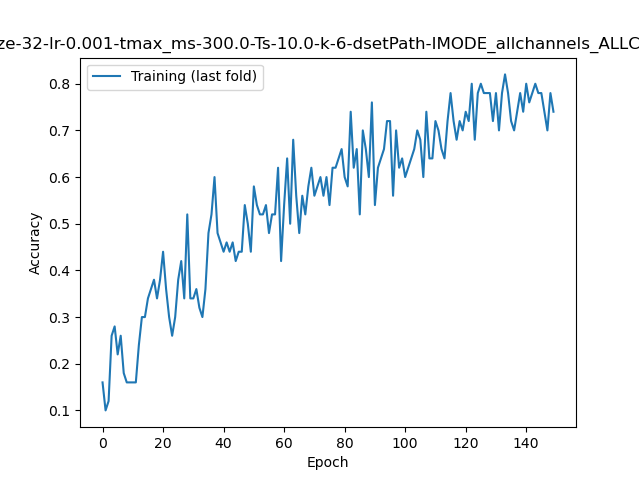 ze-32-lr-0.001-tmax_ms-300.0-Ts-10.0-k-6-dsetPath-IMODE_allchannels_ALLC
Training (last fold)
0.8
0.7
0.6
0.5
0.4
0.3
0.2
0.1
Accuracy
0 20 40 60 80 100 120 140
Epoch